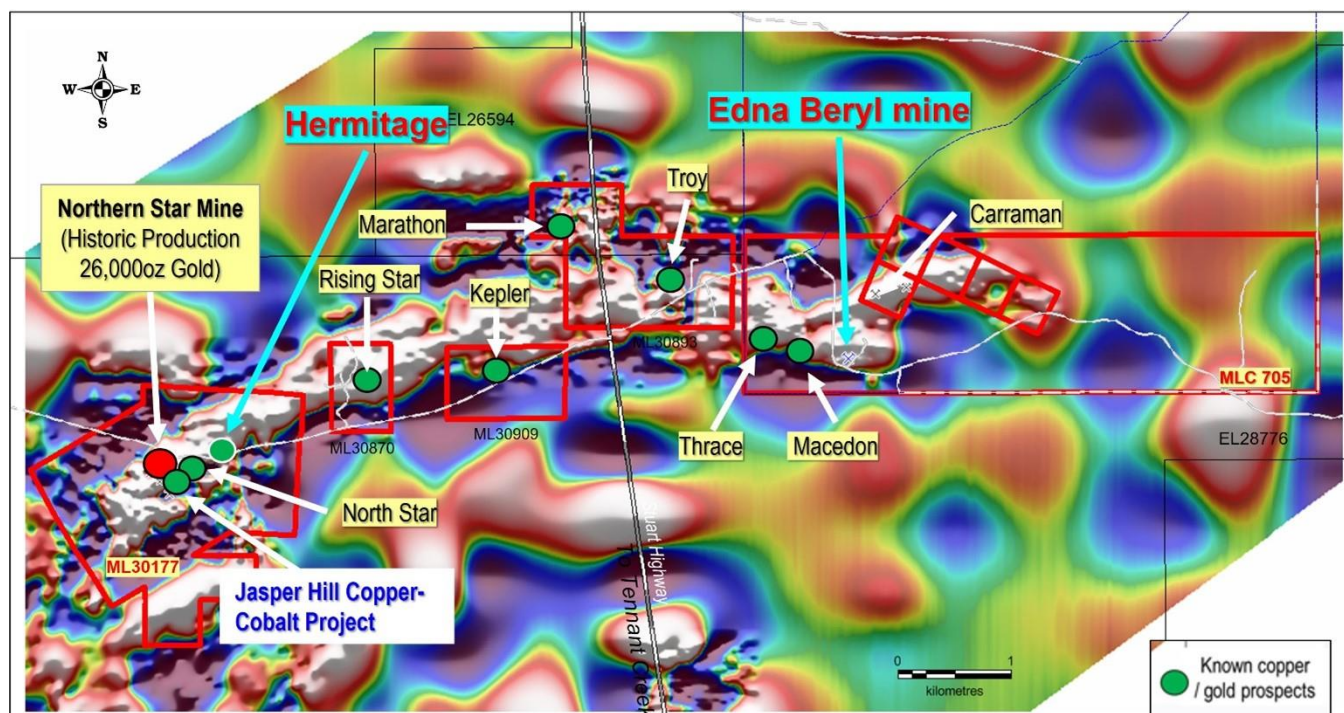 N
W
E
S
Hermitage
EL26594
Edna Beryl mine
Northern Star Mine
(Historic Production
26,000oz Gold)
Marathon
Troy
Carraman
Rising Star
Kepler
ML30893
MLC 705
ML30870
ML30909
Thrace
Macedon
EL28776
North Star
ML30177
Jasper Hill Copper-
Cobalt Project
Stuart Highway
To Tennant Creek
0 1
kilometres
Known copper
/ gold prospects